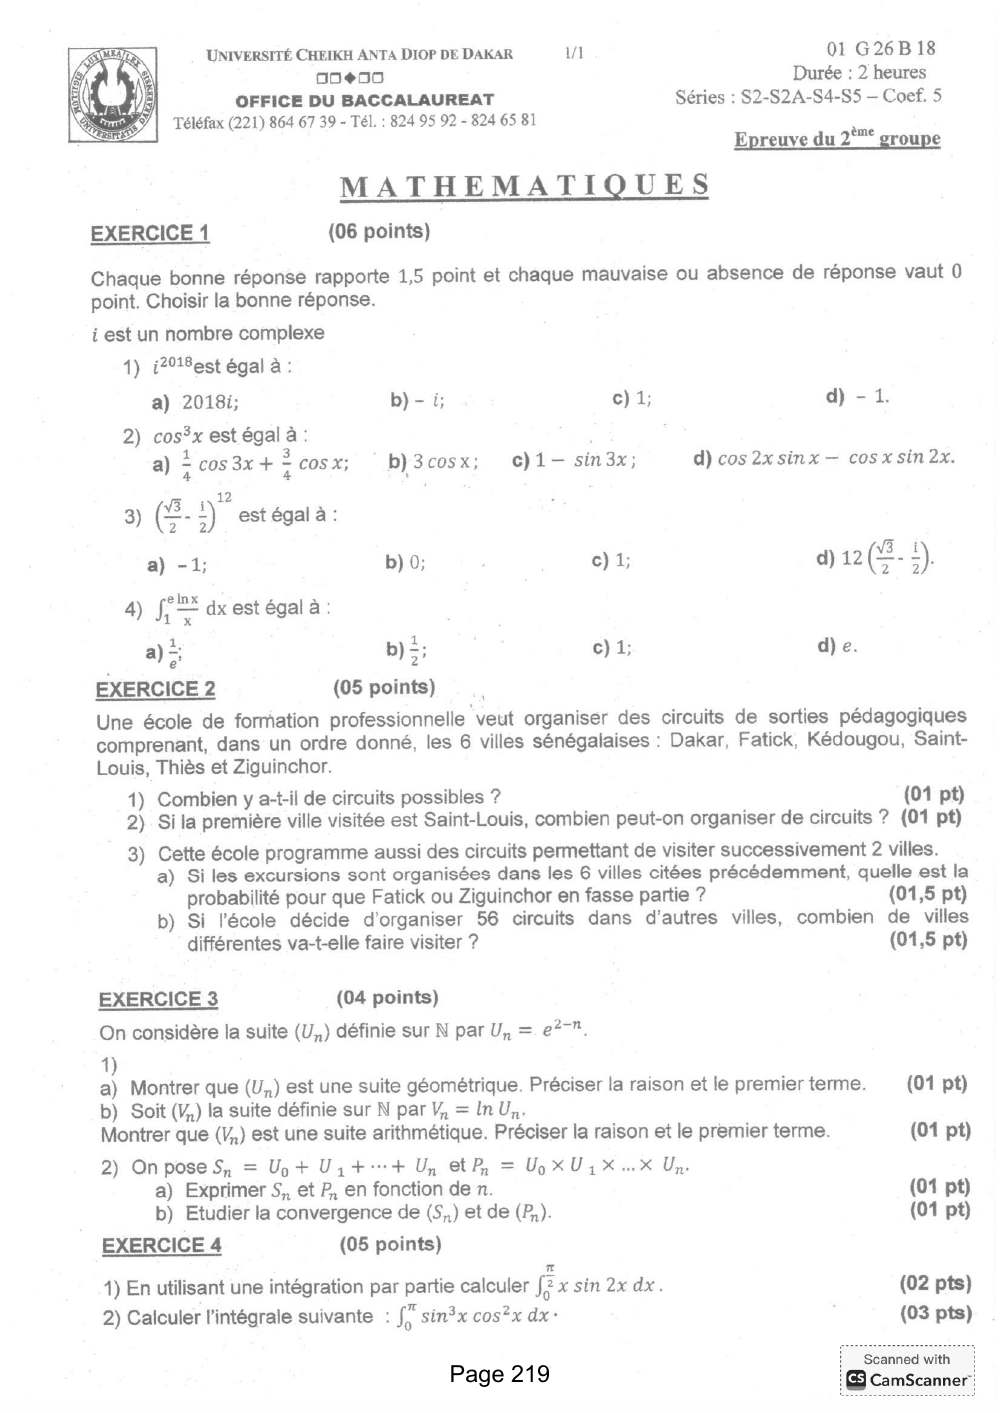 UNIVERSITÉ CHEIKH ANTA DIOP DE DAKAR
1/1
01 G 26 B 18
Durée : 2 heures
OFFICE DU BACCALAUREAT
Séries : S2-S2A-S4-S5 – Coef. 5
Téléfax (221) 864 67 39 - Tél. : 824 95 92 - 824 65 81
Epreuve du 2ème groupe
MATHEMATIQUES
EXERCICE 1 (06 points)
Chaque bonne réponse rapporte 1,5 point et chaque mauvaise ou absence de réponse vaut 0
point. Choisir la bonne réponse.
i est un nombre complexe
1) i^2018 est égal à :
a) 2018i; b) – i; c) 1; d) – 1.
2) cos³x est égal à :
a) 1/4 cos 3x + 3/4 cos x; b) 3 cos x ; c) 1 – sin 3x ; d) cos 2x sin x – cos x sin 2x.
3) (√3/2 - i/2)^12 est égal à :
a) – 1; b) 0; c) 1; d) 12 (√3/2 - i/2).
4) ∫₁^e ln x/x dx est égal à :
a) 1/e; b) 1/2; c) 1; d) e.
EXERCICE 2 (05 points)
Une école de formation professionnelle veut organiser des circuits de sorties pédagogiques
comprenant, dans un ordre donné, les 6 villes sénégalaises : Dakar, Fatick, Kédougou, Saint-
Louis, Thiès et Ziguinchor.
1) Combien y a-t-il de circuits possibles ? (01 pt)
2) Si la première ville visitée est Saint-Louis, combien peut-on organiser de circuits ? (01 pt)
3) Cette école programme aussi des circuits permettant de visiter successivement 2 villes.
a) Si les excursions sont organisées dans les 6 villes citées précédemment, quelle est la
probabilité pour que Fatick ou Ziguinchor en fasse partie ? (01,5 pt)
b) Si l'école décide d'organiser 56 circuits dans d'autres villes, combien de villes
différentes va-t-elle faire visiter ? (01,5 pt)
EXERCICE 3 (04 points)
On considère la suite (Uₙ) définie sur ℕ par Uₙ = e^(2−n).
1)
a) Montrer que (Uₙ) est une suite géométrique. Préciser la raison et le premier terme. (01 pt)
b) Soit (Vₙ) la suite définie sur ℕ par Vₙ = ln Uₙ.
Montrer que (Vₙ) est une suite arithmétique. Préciser la raison et le premier terme. (01 pt)
2) On pose Sₙ = U₀ + U ₁ + ··· + Uₙ et Pₙ = U₀ × U ₁ × ... × Uₙ.
a) Exprimer Sₙ et Pₙ en fonction de n. (01 pt)
b) Etudier la convergence de (Sₙ) et de (Pₙ). (01 pt)
EXERCICE 4 (05 points)
1) En utilisant une intégration par partie calculer ∫₀^(π/2) x sin 2x dx . (02 pts)
2) Calculer l'intégrale suivante : ∫₀^π sin³x cos²x dx · (03 pts)
Page 219
Scanned with
CS CamScanner